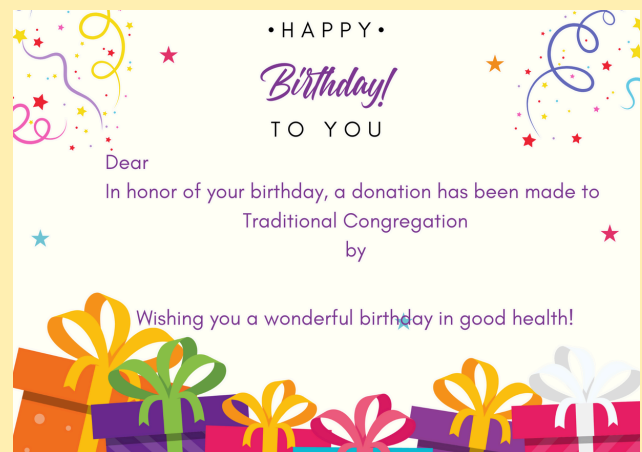 •HAPPY•
Birthday!
TO YOU
Dear
In honor of your birthday, a donation has been made to
Traditional Congregation
by
Wishing you a wonderful birthday in good health!